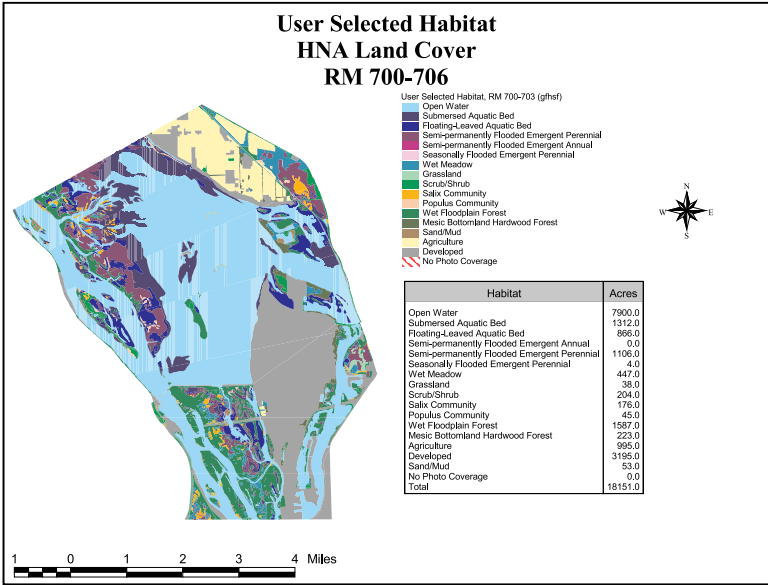 User Selected Habitat
HNA Land Cover
RM 700-706
User Selected Habitat, RM 700-703 (gfhsf)
Open Water
Submersed Aquatic Bed
Floating-Leaved Aquatic Bed
Semi-permanently Flooded Emergent Perennial
Semi-permanently Flooded Emergent Annual
Seasonally Flooded Emergent Perennial
Wet Meadow
Grassland
Scrub/Shrub
Salix Community
Populus Community
Wet Floodplain Forest
Mesic Bottomland Hardwood Forest
Sand/Mud
Agriculture
Developed
No Photo Coverage
N
W E
S
Habitat Acres
Open Water 7900.0
Submersed Aquatic Bed 1312.0
Floating-Leaved Aquatic Bed 866.0
Semi-permanently Flooded Emergent Annual 0.0
Semi-permanently Flooded Emergent Perennial 1106.0
Seasonally Flooded Emergent Perennial 4.0
Wet Meadow 447.0
Grassland 38.0
Scrub/Shrub 204.0
Salix Community 176.0
Populus Community 45.0
Wet Floodplain Forest 1587.0
Mesic Bottomland Hardwood Forest 223.0
Agriculture 995.0
Developed 3195.0
Sand/Mud 53.0
No Photo Coverage 0.0
Total 18151.0
1 0 1 2 3 4 Miles